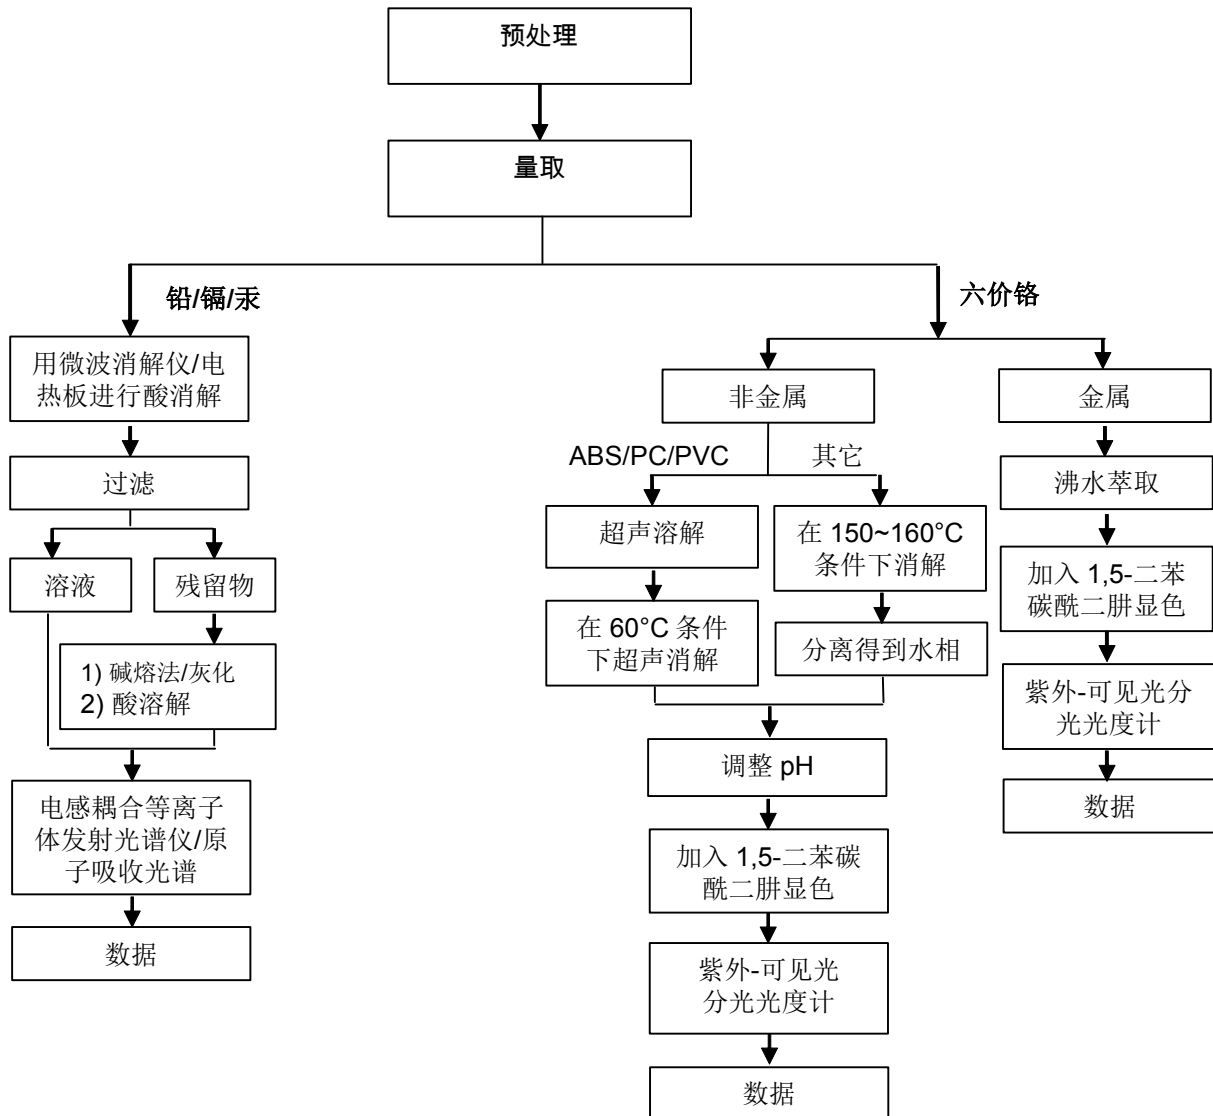 预处理
量取
铅/镉/汞
用微波消解仪/电
热板进行酸消解
过滤
溶液
残留物
1) 碱熔法/灰化
2) 酸溶解
电感耦合等离子
体发射光谱仪/原
子吸收光谱
数据
六价铬
非金属
ABS/PC/PVC
其它
超声溶解
在 60°C 条件
下超声消解
在 150~160°C
条件下消解
分离得到水相
调整 pH
加入 1,5-二苯碳
酰二肼显色
紫外-可见光
分光光度计
数据
金属
沸水萃取
加入 1,5-二苯
碳酰二肼显色
紫外-可见光分
光光度计
数据